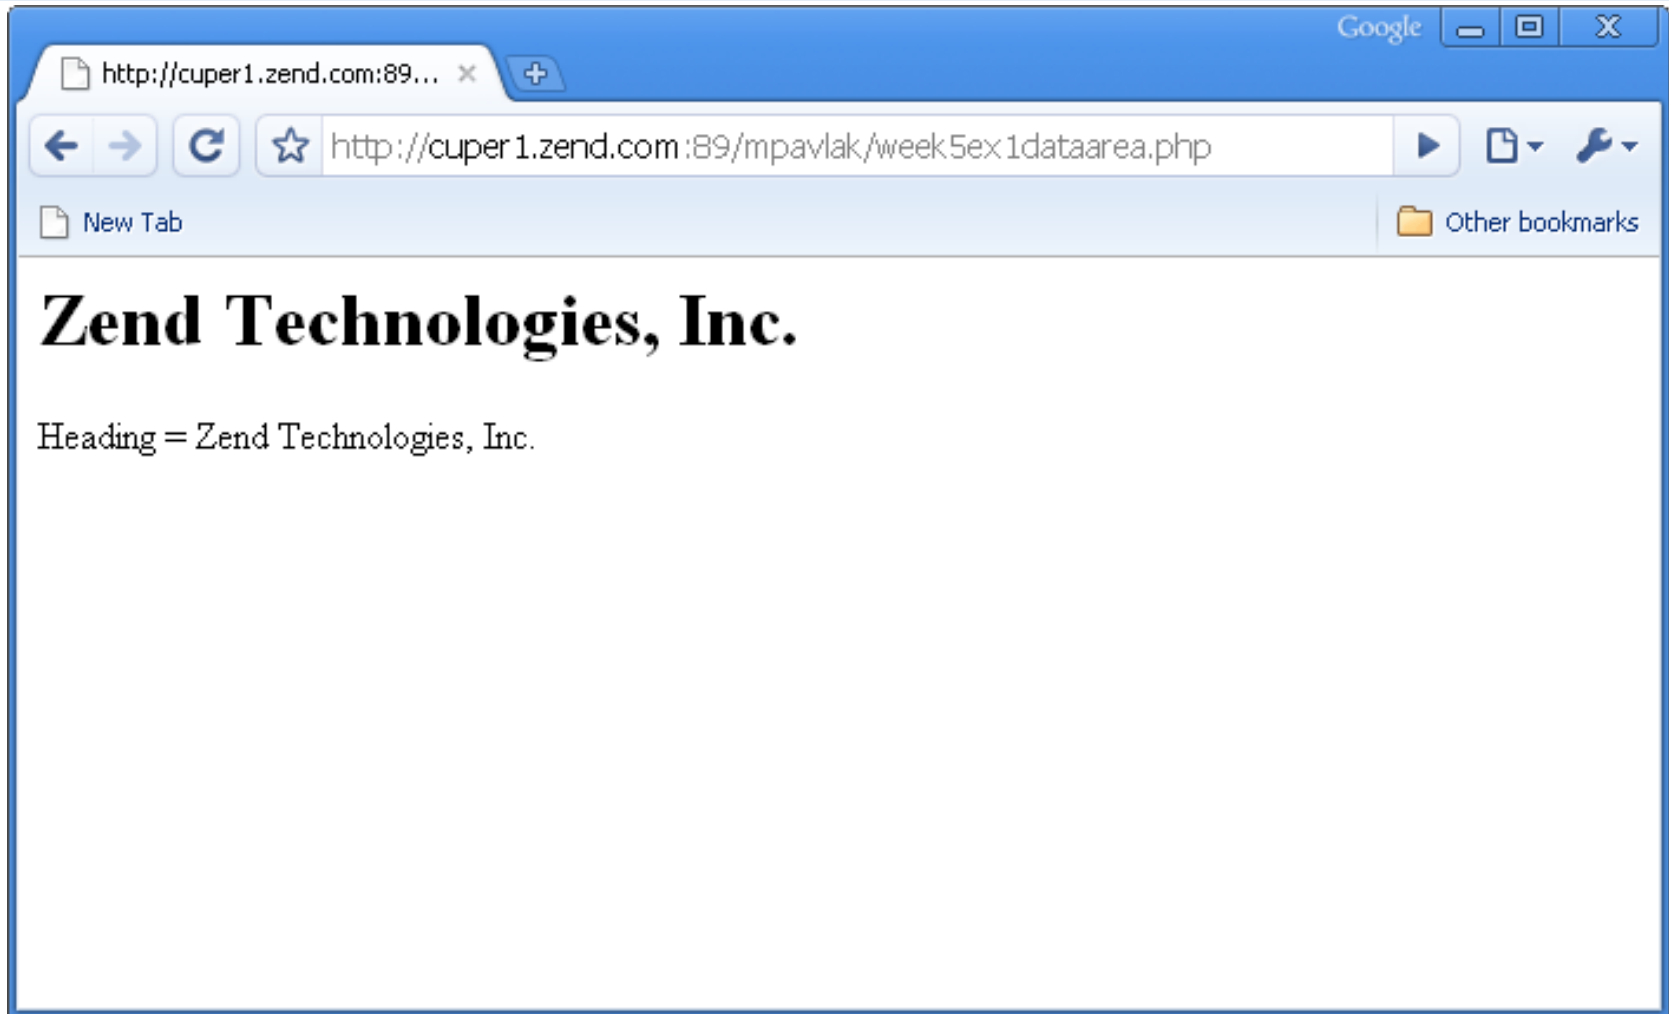 Google
http://cuper1.zend.com:89...
http://cuper1.zend.com:89/mpavlak/week5ex1dataarea.php
New Tab
Other bookmarks
Zend Technologies, Inc.
Heading = Zend Technologies, Inc.